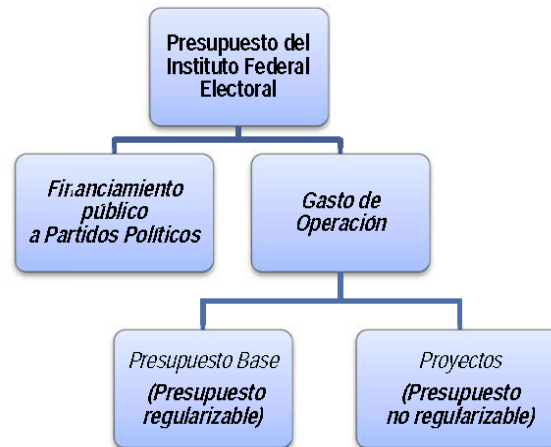 Presupuesto del
Instituto Federal
Electoral
Financiamiento
público
a Partidos Políticos
Gasto de
Operación
Presupuesto Base
(Presupuesto
regularizable)
Proyectos
(Presupuesto
no regularizable)